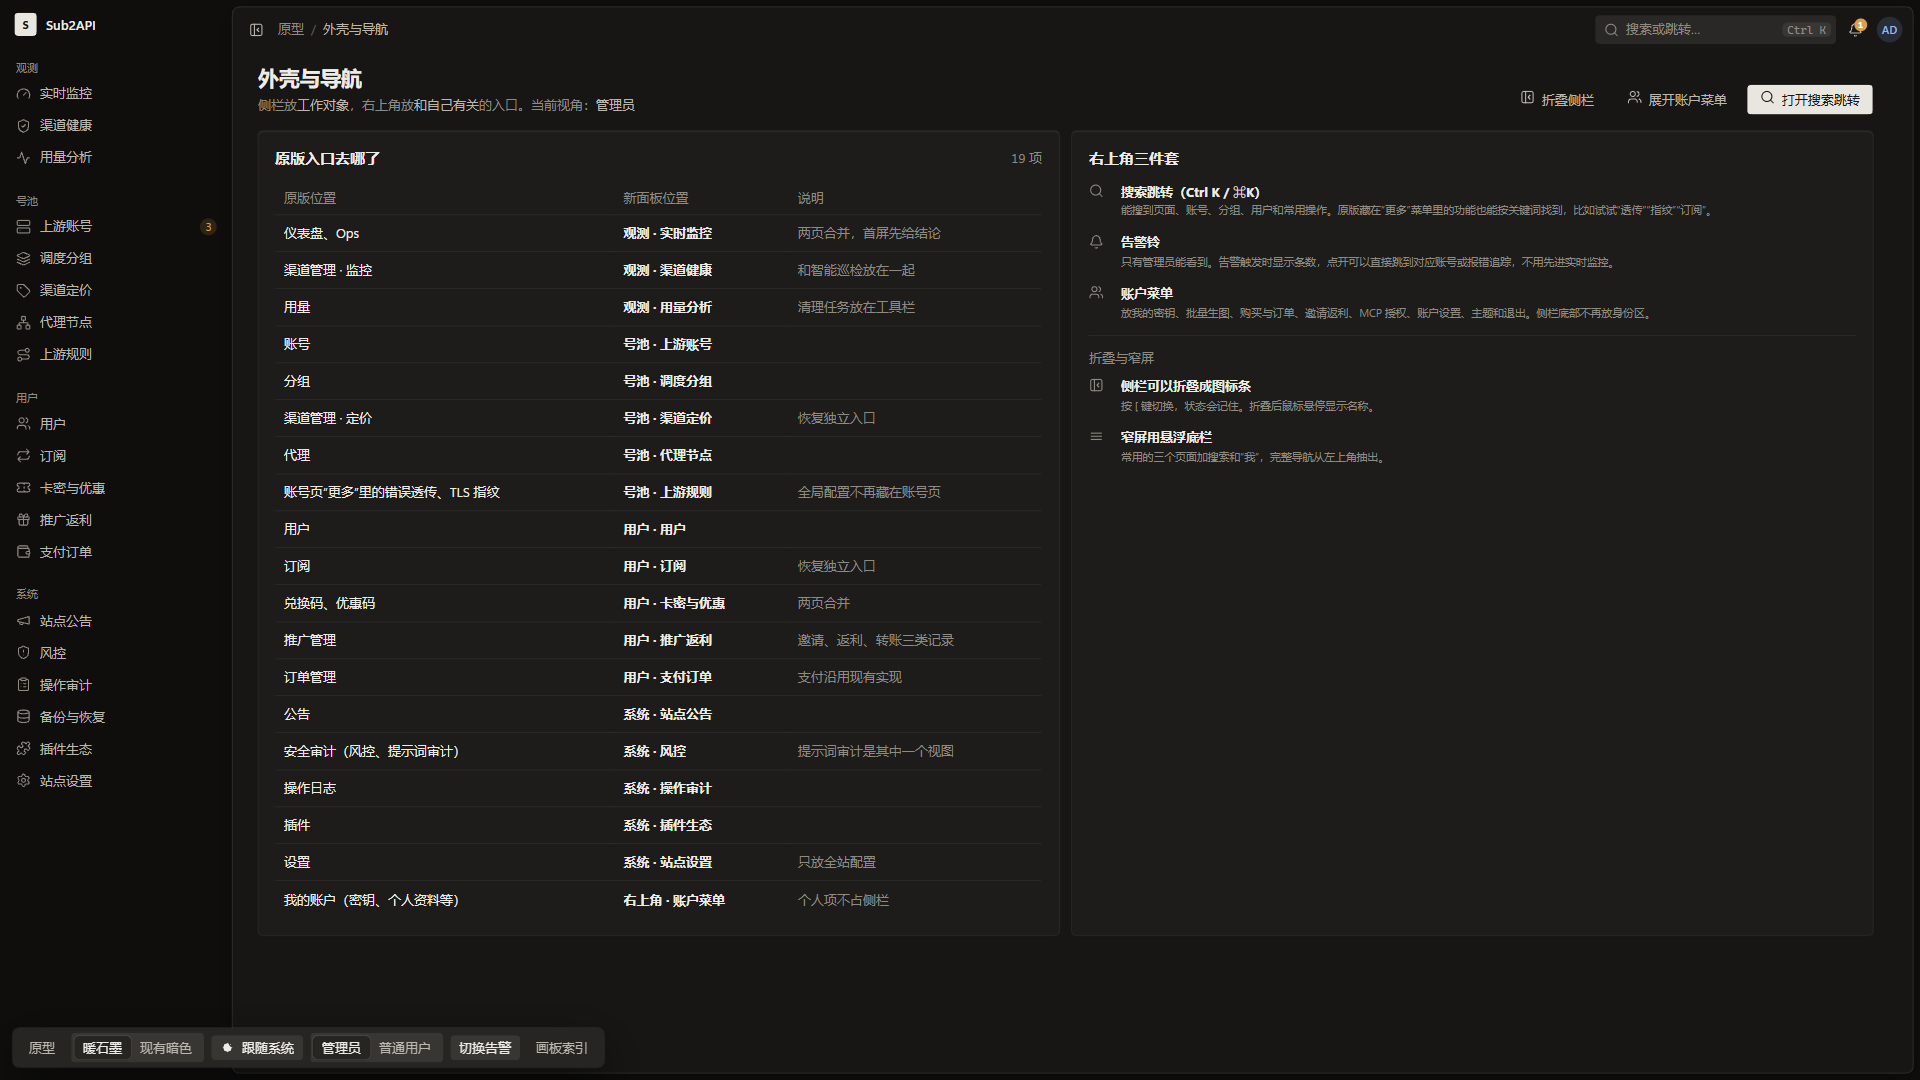 S Sub2API
观测
实时监控
渠道健康
用量分析
号池
上游账号 3
调度分组
渠道定价
代理节点
上游规则
用户
用户
订阅
卡密与优惠
推广返利
支付订单
系统
站点公告
风控
操作审计
备份与恢复
插件生态
站点设置
原型 / 外壳与导航
搜索或跳转... Ctrl K
1
AD
外壳与导航
侧栏放工作对象，右上角放和自己有关的入口。当前视角：管理员
折叠侧栏
展开账户菜单
打开搜索跳转
原版入口去哪了 19 项
原版位置 新面板位置 说明
仪表盘、Ops 观测 · 实时监控 两页合并，首屏先给结论
渠道管理 · 监控 观测 · 渠道健康 和智能巡检放在一起
用量 观测 · 用量分析 清理任务放在工具栏
账号 号池 · 上游账号
分组 号池 · 调度分组
渠道管理 · 定价 号池 · 渠道定价 恢复独立入口
代理 号池 · 代理节点
账号页"更多"里的错误透传、TLS 指纹 号池 · 上游规则 全局配置不再藏在账号页
用户 用户 · 用户
订阅 用户 · 订阅 恢复独立入口
兑换码、优惠码 用户 · 卡密与优惠 两页合并
推广管理 用户 · 推广返利 邀请、返利、转账三类记录
订单管理 用户 · 支付订单 支付沿用现有实现
公告 系统 · 站点公告
安全审计（风控、提示词审计） 系统 · 风控 提示词审计是其中一个视图
操作日志 系统 · 操作审计
插件 系统 · 插件生态
设置 系统 · 站点设置 只放全站配置
我的账户（密钥、个人资料等） 右上角 · 账户菜单 个人项不占侧栏
右上角三件套
搜索跳转（Ctrl K / ⌘K）
能搜到页面、账号、分组、用户和常用操作。原版藏在"更多"菜单里的功能也能按关键词找到，比如试试"透传""指纹""订阅"。
告警铃
只有管理员能看到。告警触发时显示条数，点开可以直接跳到对应账号或报错追踪，不用先进实时监控。
账户菜单
放我的密钥、批量生图、购买与订单、邀请返利、MCP 授权、账户设置、主题和退出。侧栏底部不再放身份区。
折叠与窄屏
侧栏可以折叠成图标条
按 [ 键切换，状态会记住。折叠后鼠标悬停显示名称。
窄屏用悬浮底栏
常用的三个页面加搜索和"我"，完整导航从左上角抽出。
原型 暖石墨 现有暗色 跟随系统 管理员 普通用户 切换告警 画板索引